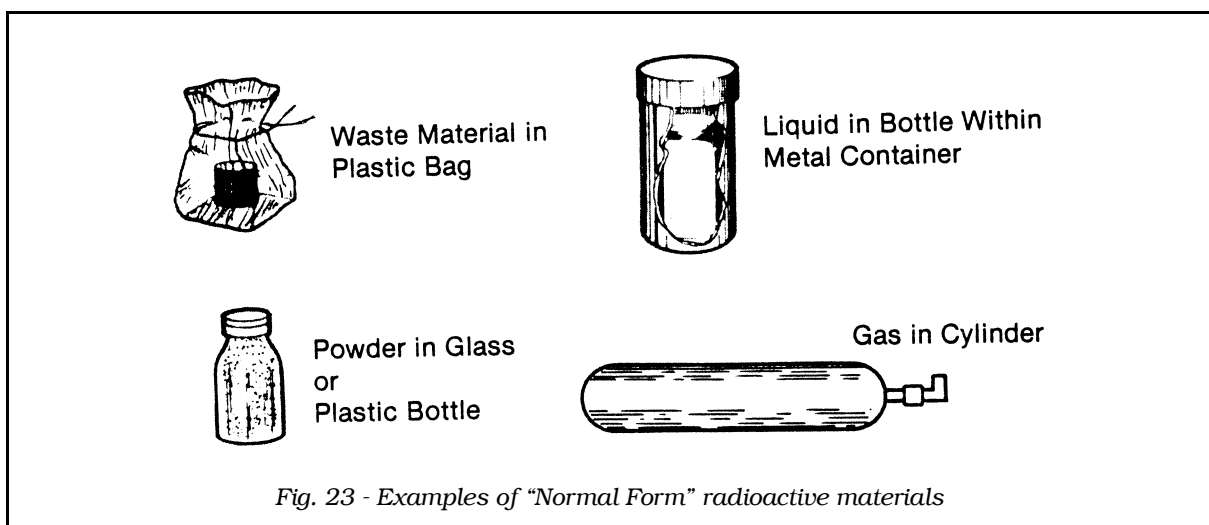 Waste Material in
Plastic Bag
Liquid in Bottle Within
Metal Container
Powder in Glass
or
Plastic Bottle
Gas in Cylinder
Fig. 23 - Examples of “Normal Form” radioactive materials